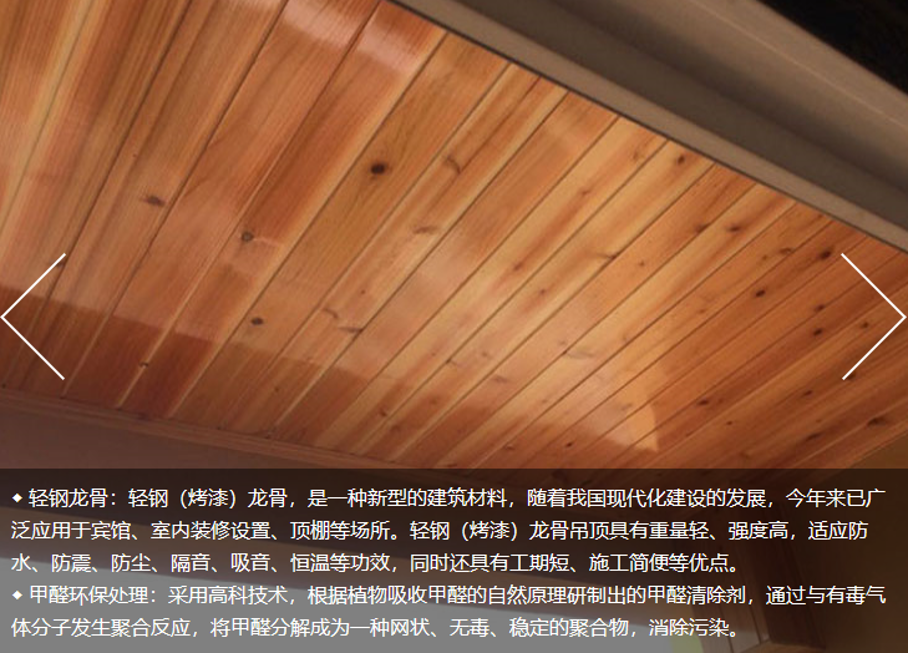 ◆ 轻钢龙骨：轻钢（烤漆）龙骨，是一种新型的建筑材料，随着我国现代化建设的发展，今年来已广
泛应用于宾馆、室内装修设置、顶棚等场所。轻钢（烤漆）龙骨吊顶具有重量轻、强度高，适应防
水、防震、防尘、隔音、吸音、恒温等功效，同时还具有工期短、施工简便等优点。
◆ 甲醛环保处理：采用高科技术，根据植物吸收甲醛的自然原理研制出的甲醛清除剂，通过与有毒气
体分子发生聚合反应，将甲醛分解成为一种网状、无毒、稳定的聚合物，消除污染。